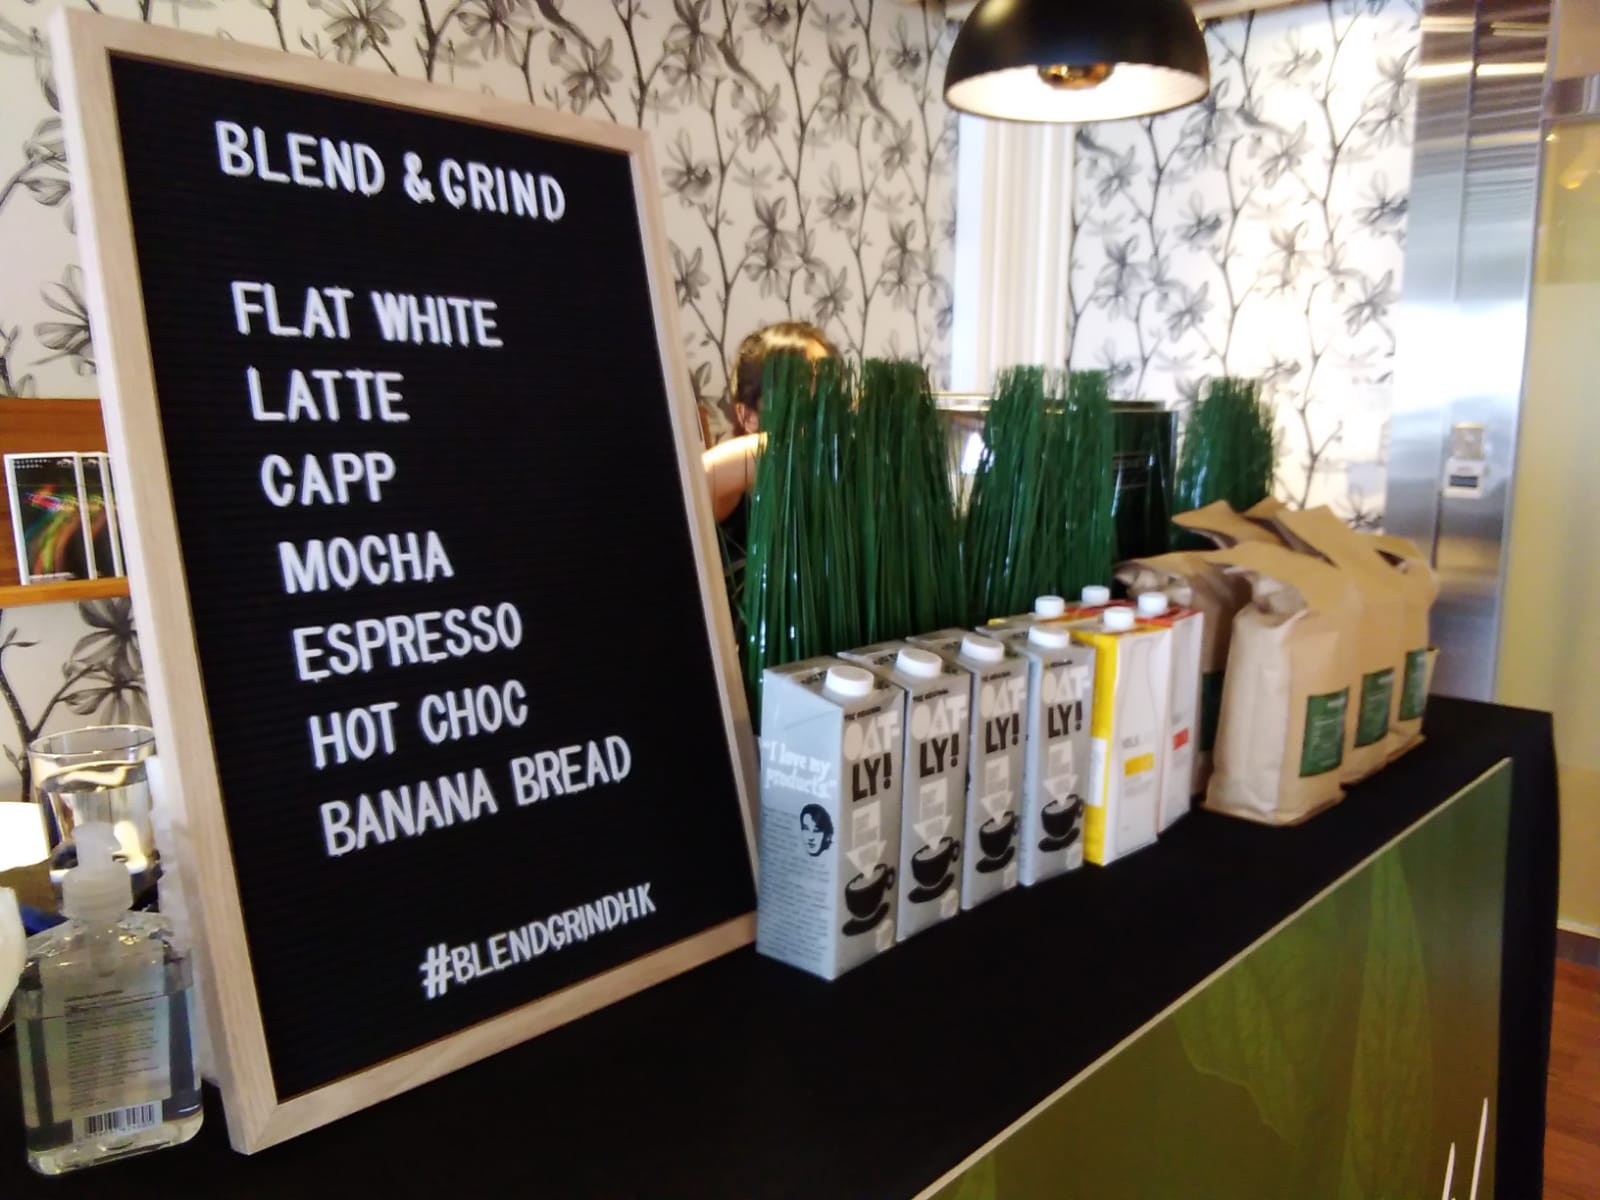 BLEND & GRIND
FLAT WHITE
LATTE
CAPP
MOCHA
ESPRESSO
HOT CHOC
BANANA BREAD
#BLENDGRINDHK
"I love my
products."
OAT-
LY!
OAT-
LY!
OAT-
LY!
OAT-
LY!